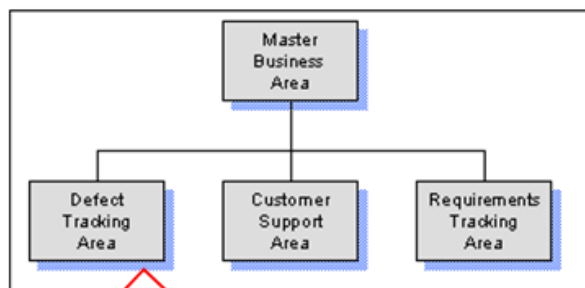 Master
Business
Area
Defect
Tracking
Area
Customer
Support
Area
Requirements
Tracking
Area